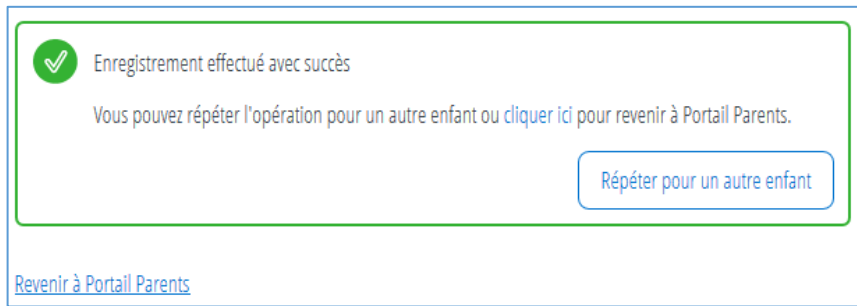 Enregistrement effectué avec succès
Vous pouvez répéter l'opération pour un autre enfant ou cliquer ici pour revenir à Portail Parents.
Répéter pour un autre enfant
Revenir à Portail Parents